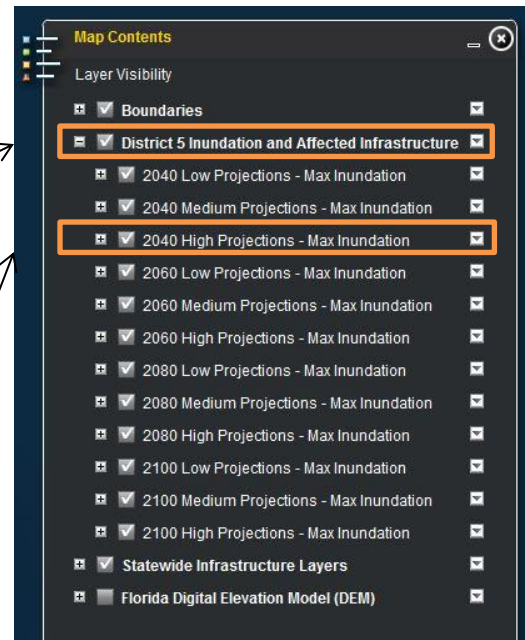 Map Contents
Layer Visibility
Boundaries
District 5 Inundation and Affected Infrastructure
2040 Low Projections - Max Inundation
2040 Medium Projections - Max Inundation
2040 High Projections - Max Inundation
2060 Low Projections - Max Inundation
2060 Medium Projections - Max Inundation
2060 High Projections - Max Inundation
2080 Low Projections - Max Inundation
2080 Medium Projections - Max Inundation
2080 High Projections - Max Inundation
2100 Low Projections - Max Inundation
2100 Medium Projections - Max Inundation
2100 High Projections - Max Inundation
Statewide Infrastructure Layers
Florida Digital Elevation Model (DEM)